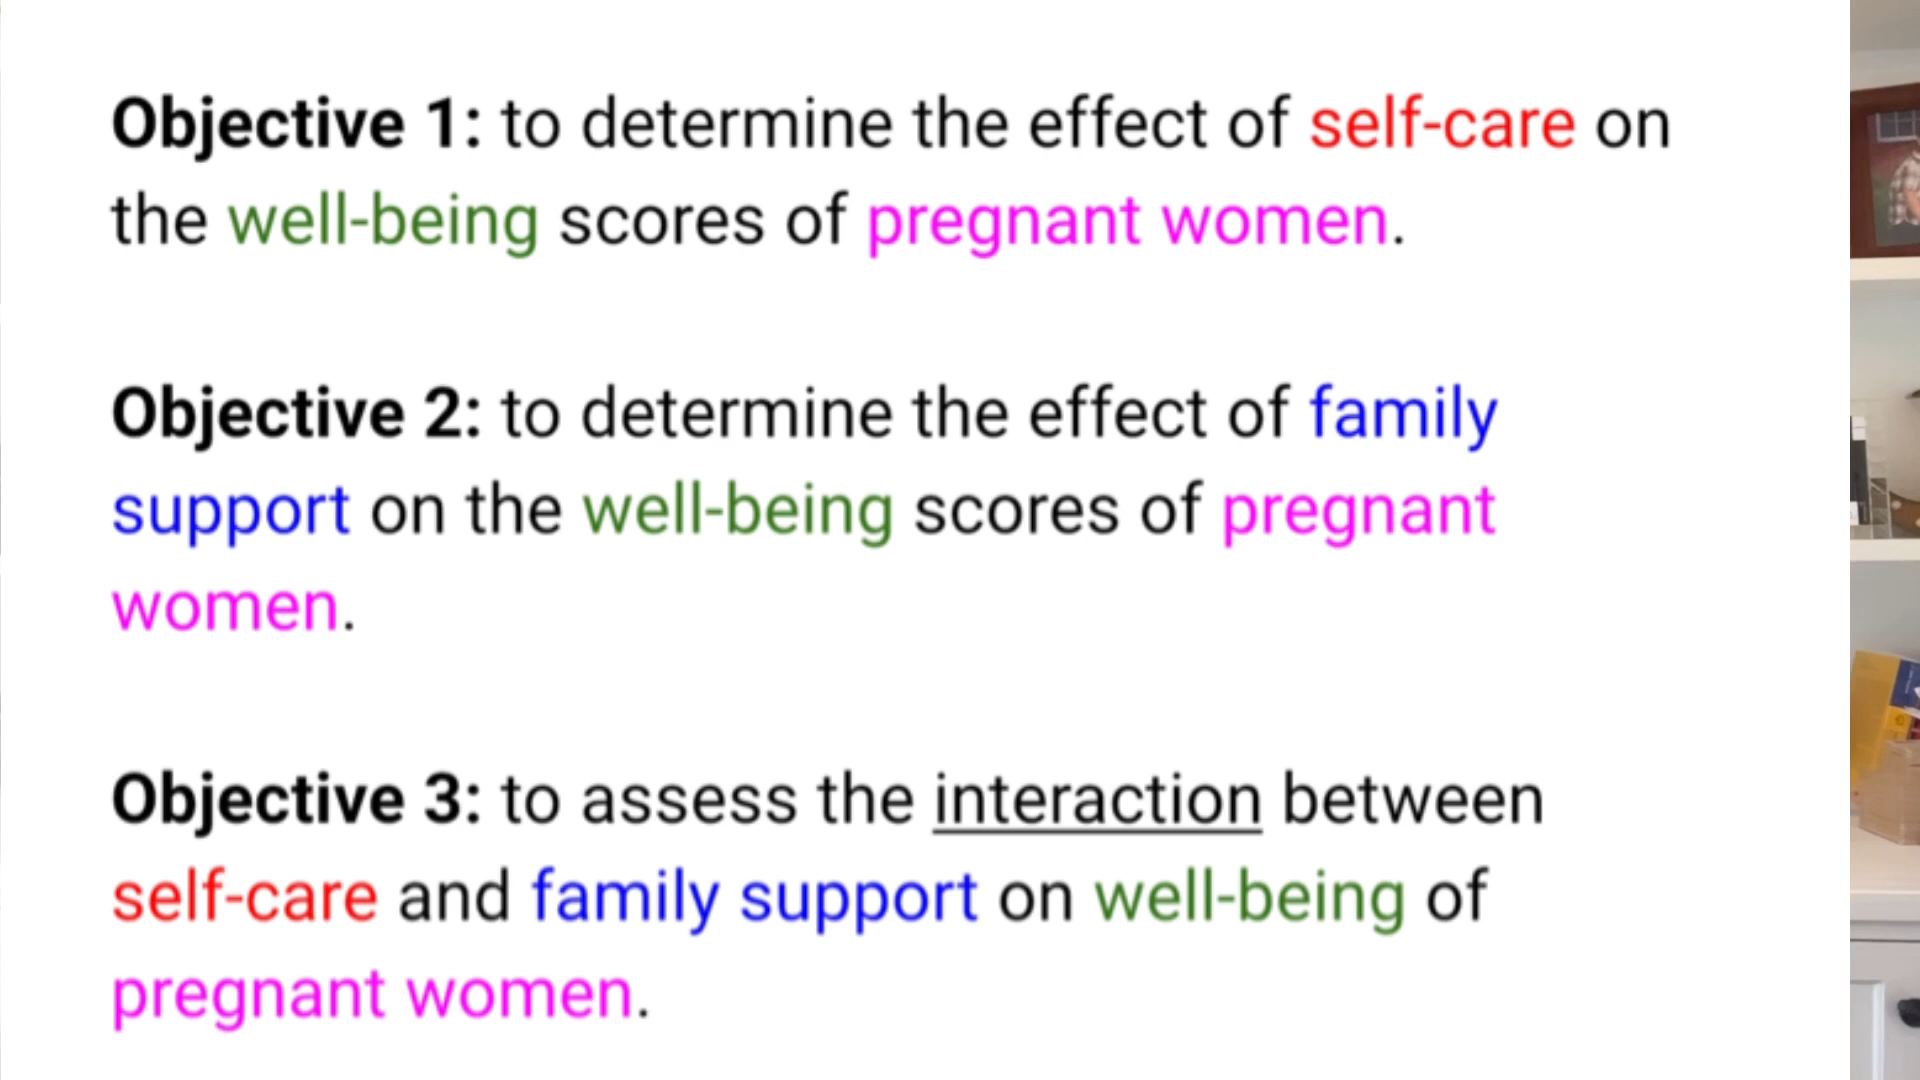 Objective 1: to determine the effect of self-care on
the well-being scores of pregnant women.
Objective 2: to determine the effect of family
support on the well-being scores of pregnant
women.
Objective 3: to assess the interaction between
self-care and family support on well-being of
pregnant women.